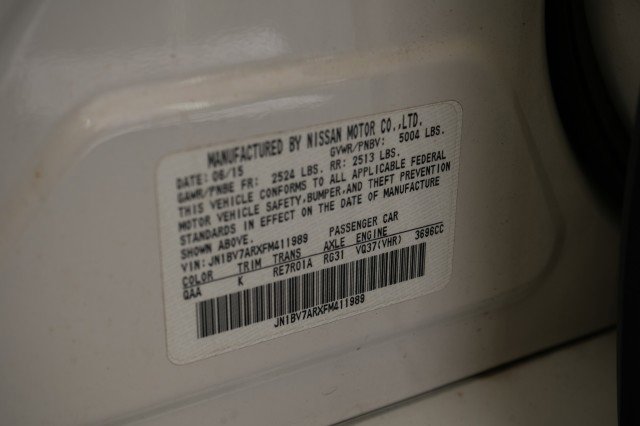 MANUFACTURED BY NISSAN MOTOR CO.,LTD.
DATE: 06/15 GVWR/PNBV: 5004 LBS.
GAWR/PNBE FR: 2524 LBS. RR: 2513 LBS.
THIS VEHICLE CONFORMS TO ALL APPLICABLE FEDERAL
MOTOR VEHICLE SAFETY,BUMPER,AND THEFT PREVENTION
STANDARDS IN EFFECT ON THE DATE OF MANUFACTURE
SHOWN ABOVE.
VIN: JN1BV7ARXFM411989 PASSENGER CAR
COLOR TRIM TRANS AXLE ENGINE
QAA K RE7R01A RG31 VQ37(VHR) 3696CC
JN1BV7ARXFM411989